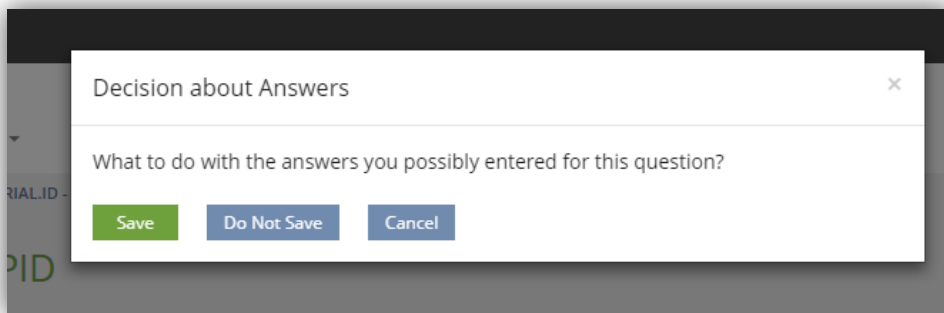 Decision about Answers ×
What to do with the answers you possibly entered for this question?
RIAL.ID -
Save Do Not Save Cancel
PID